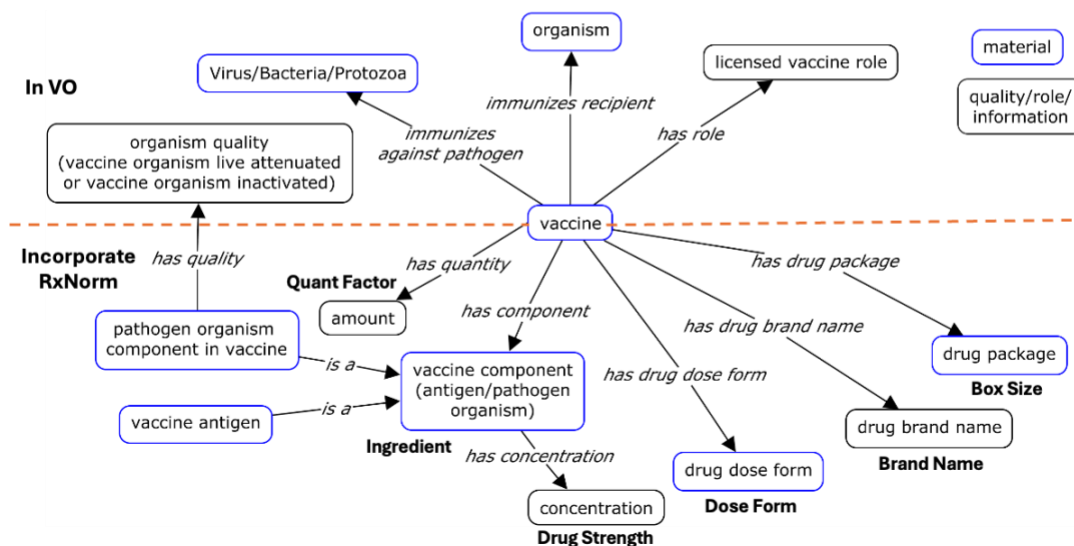 organism
material
Virus/Bacteria/Protozoa
licensed vaccine role
In VO
immunizes recipient
quality/role/
information
organism quality
(vaccine organism live attenuated
or vaccine organism inactivated)
immunizes
against pathogen
has role
vaccine
Incorporate
RxNorm
has quality
Quant Factor
has quantity
has drug package
amount
has component
has drug brand name
pathogen organism
component in vaccine
is a
vaccine component
(antigen/pathogen
organism)
has drug dose form
drug package
Box Size
vaccine antigen
is a
Ingredient
has concentration
drug brand name
Brand Name
drug dose form
Dose Form
concentration
Drug Strength